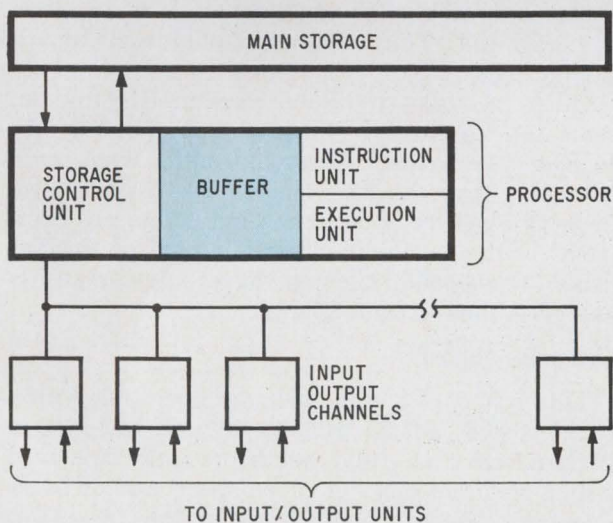 MAIN STORAGE
STORAGE
CONTROL
UNIT
BUFFER
INSTRUCTION
UNIT
EXECUTION
UNIT
PROCESSOR
INPUT
OUTPUT
CHANNELS
TO INPUT/OUTPUT UNITS